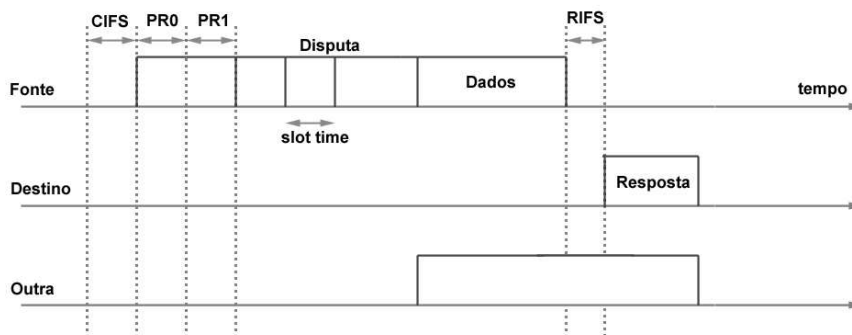 CIFS PR0 PR1 RIFS
Disputa
Fonte Dados tempo
slot time
Destino Resposta
Outra